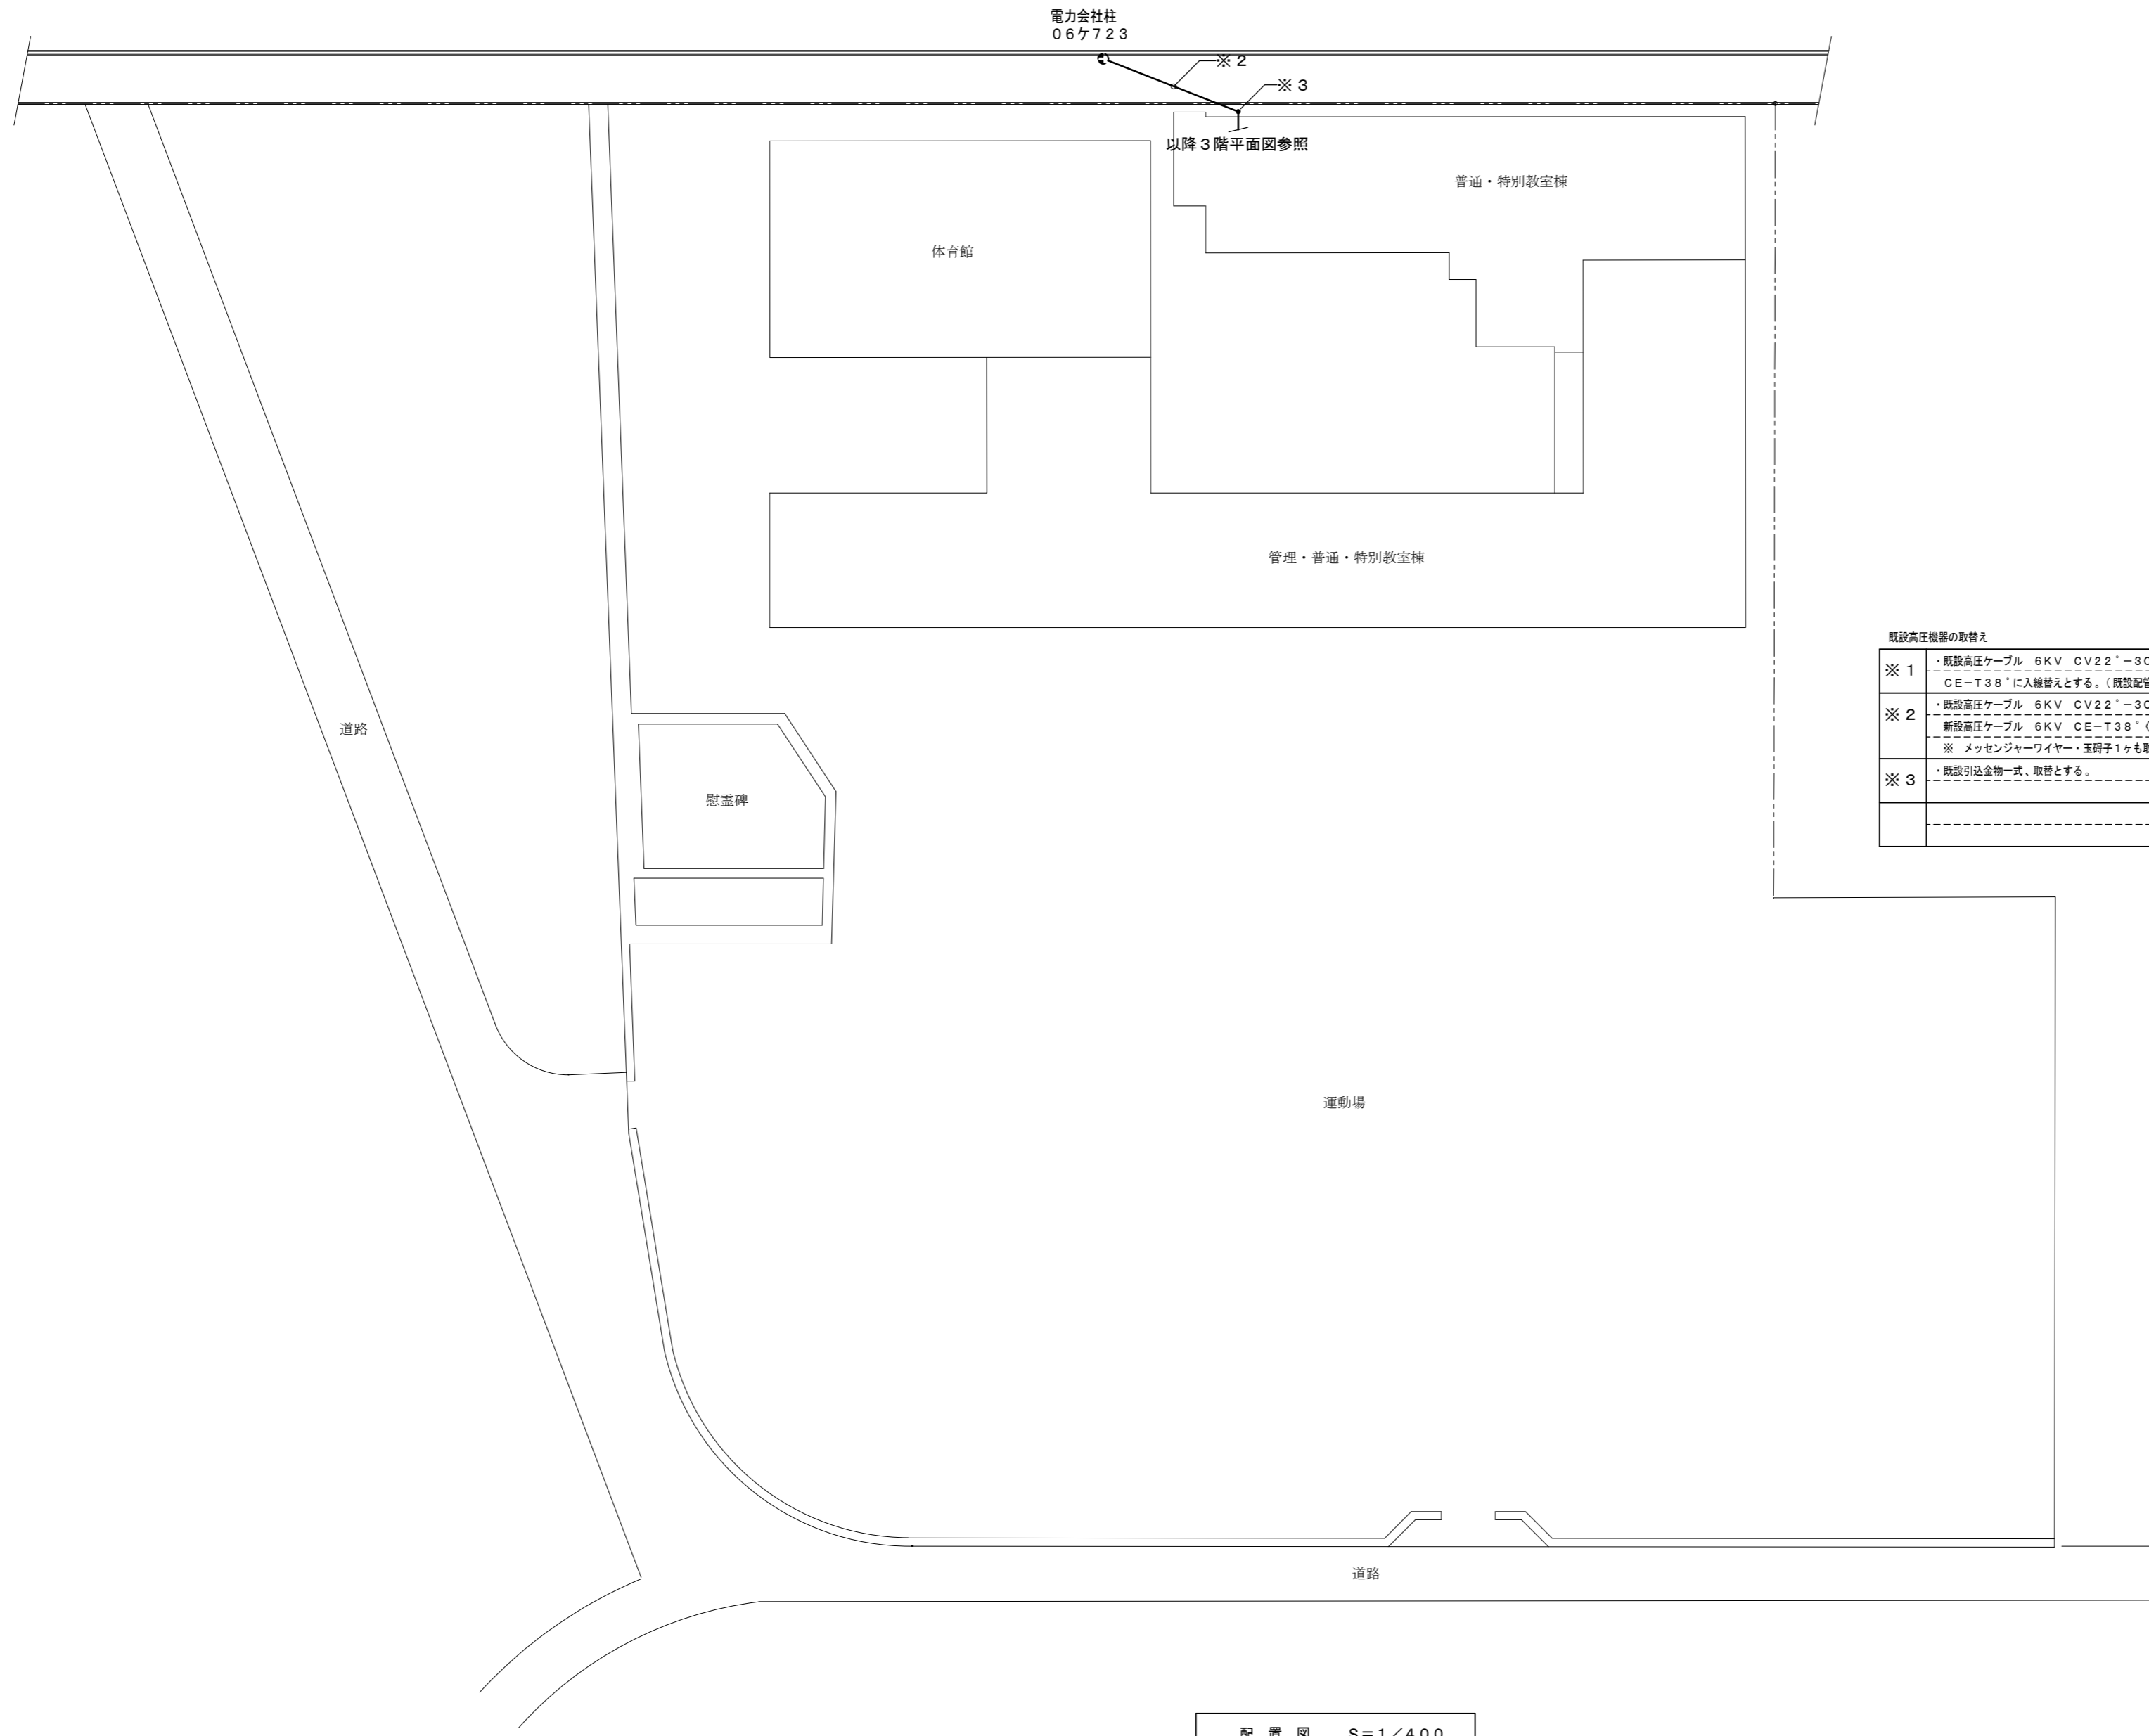 電力会社柱
０６ケ７２３
※２
※３
以降３階平面図参照
普通・特別教室棟
体育館
管理・普通・特別教室棟
既設高圧機器の取替え
※１
・既設高圧ケーブル　６ＫＶ　ＣＶ２２゜－３Ｃ
ＣＥ－Ｔ３８゜に入線替えとする。（既設配管
※２
・既設高圧ケーブル　６ＫＶ　ＣＶ２２゜－３Ｃ
新設高圧ケーブル　６ＫＶ　ＣＥ－Ｔ３８゜（
※　メッセンジャーワイヤー・玉碍子１ヶも取
※３
・既設引込金物一式、取替とする。
道路
慰霊碑
運動場
道路
配　置　図　　Ｓ＝１／４００